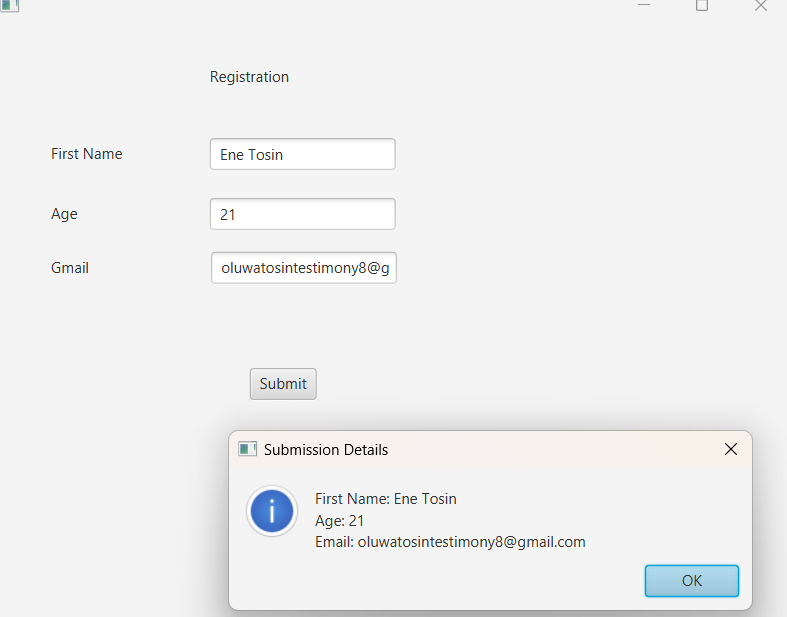 Registration
First Name
Ene Tosin
Age
21
Gmail
oluwatosintestimony8@g
Submit
Submission Details
First Name: Ene Tosin
Age: 21
Email: oluwatosintestimony8@gmail.com
OK